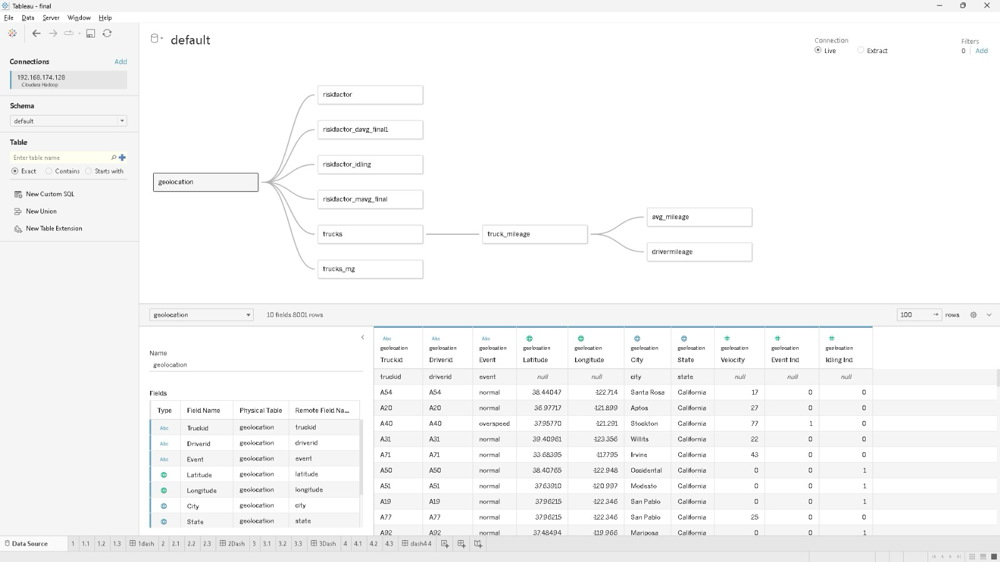 Tableau - final
File Data Server Window Help
default
Connection
Live Extract
Filters
0 Add
Connections Add
192.168.174.128
Cloudera Hadoop
Schema
default
Table
Enter table name
Exact Contains Starts with
New Custom SQL
New Union
New Table Extension
geolocation
riskfactor
riskfactor_davg_final1
riskfactor_idling
riskfactor_mavg_final
trucks
trucks_mg
truck_mileage
avg_mileage
drivermileage
geolocation 10 fields 8001 rows 100 rows
Name
geolocation
Fields
Type Field Name Physical Table Remote Field Na...
Abc Truckid geolocation truckid
Abc Driverid geolocation driverid
Abc Event geolocation event
Latitude geolocation latitude
Longitude geolocation longitude
City geolocation city
State geolocation state
Abc Abc Abc # # #
geolocation geolocation geolocation geolocation geolocation geolocation geolocation geolocation geolocation geolocation
Truckid Driverid Event Latitude Longitude City State Velocity Event Ind Idling Ind
truckid driverid event null null city state null null null
A54 A54 normal 38.44047 -122.714 Santa Rosa California 17 0 0
A20 A20 normal 36.97717 -121.899 Aptos California 27 0 0
A40 A40 overspeed 37.95770 -121.291 Stockton California 77 1 0
A31 A31 normal 39.40961 -123.356 Willits California 22 0 0
A71 A71 normal 33.68395 -117.795 Irvine California 43 0 0
A50 A50 normal 38.40765 -122.948 Occidental California 0 0 1
A51 A51 normal 37.63910 -120.997 Modesto California 0 0 1
A19 A19 normal 37.96215 -122.346 San Pablo California 0 0 1
A77 A77 normal 37.96215 -122.346 San Pablo California 25 0 0
A92 A92 normal 37.48494 -119.966 Mariposa California 0 0 1
Data Source 1 1.1 1.2 1.3 1dash 2 2.1 2.2 2.3 2Dash 3 3.1 3.2 3.3 3Dash 4 4.1 4.2 4.3 dash4 4